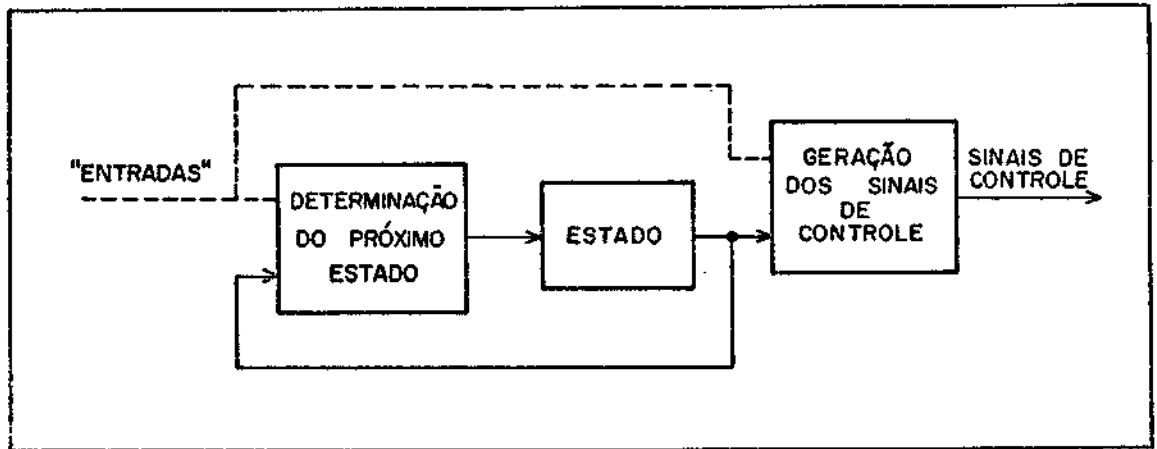 "ENTRADAS"
DETERMINAÇÃO
DO PRÓXIMO
ESTADO
ESTADO
GERAÇÃO
DOS SINAIS
DE
CONTROLE
SINAIS DE
CONTROLE